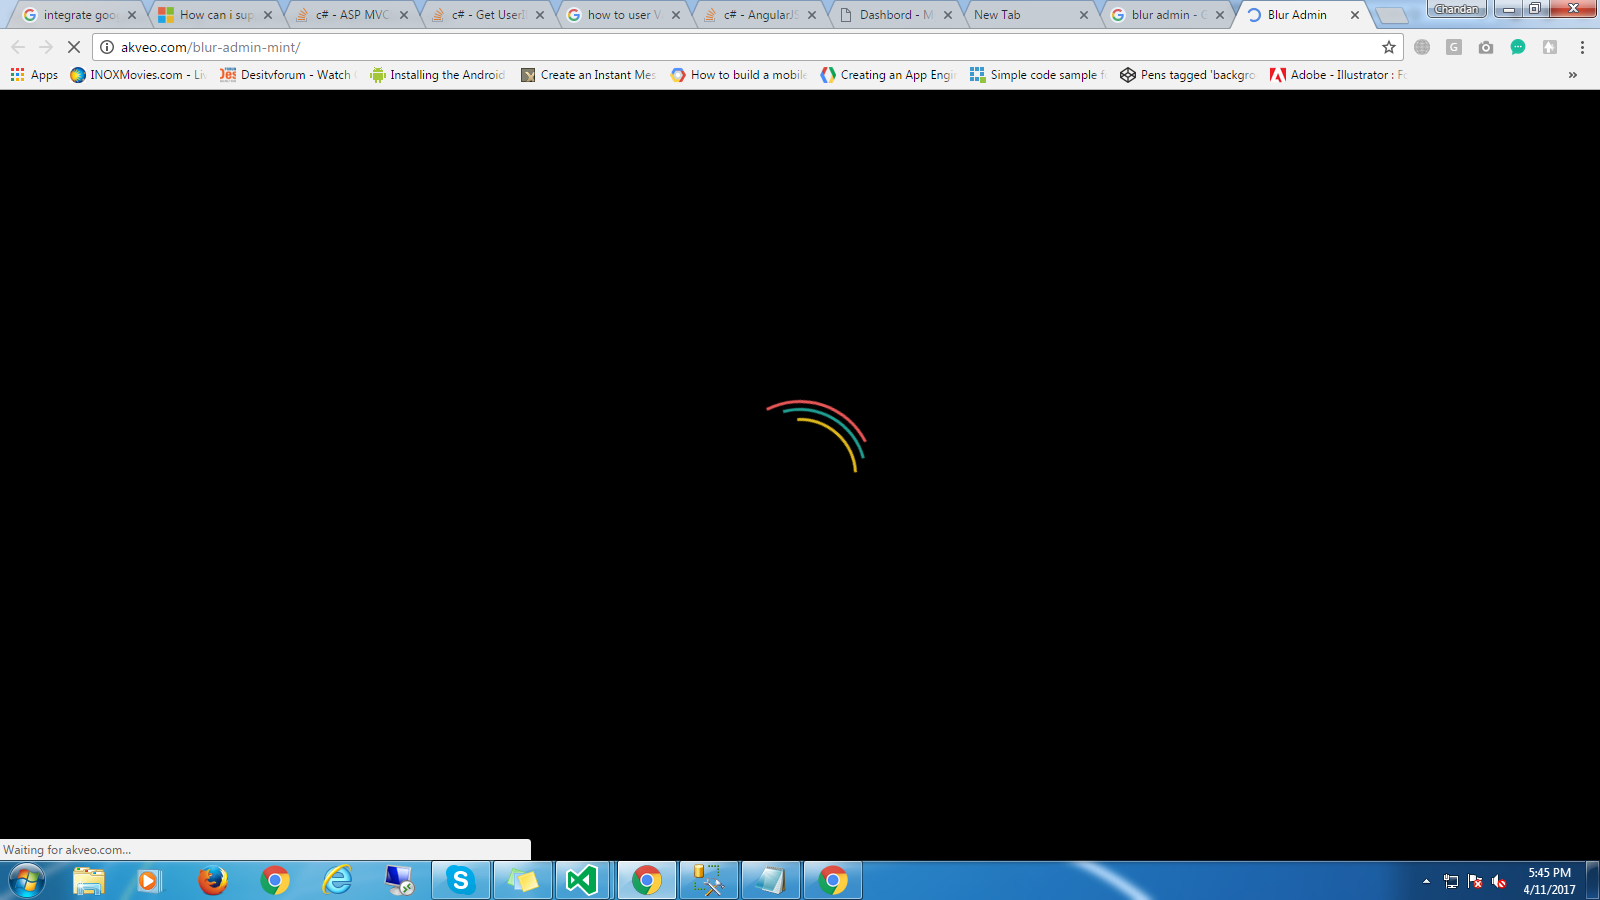 integrate goo
How can i sup
c# - ASP MVC
c# - Get UserI
how to user V
c# - AngularJS
Dashbord - M
New Tab
blur admin - G
Blur Admin
Chandan
akveo.com/blur-admin-mint/
Apps
INOXMovies.com - Li
Desitvforum - Watch
Installing the Android
Create an Instant Mes
How to build a mobile
Creating an App Engi
Simple code sample f
Pens tagged 'backgro
Adobe - Illustrator : Fo
Waiting for akveo.com...
5:45 PM
4/11/2017